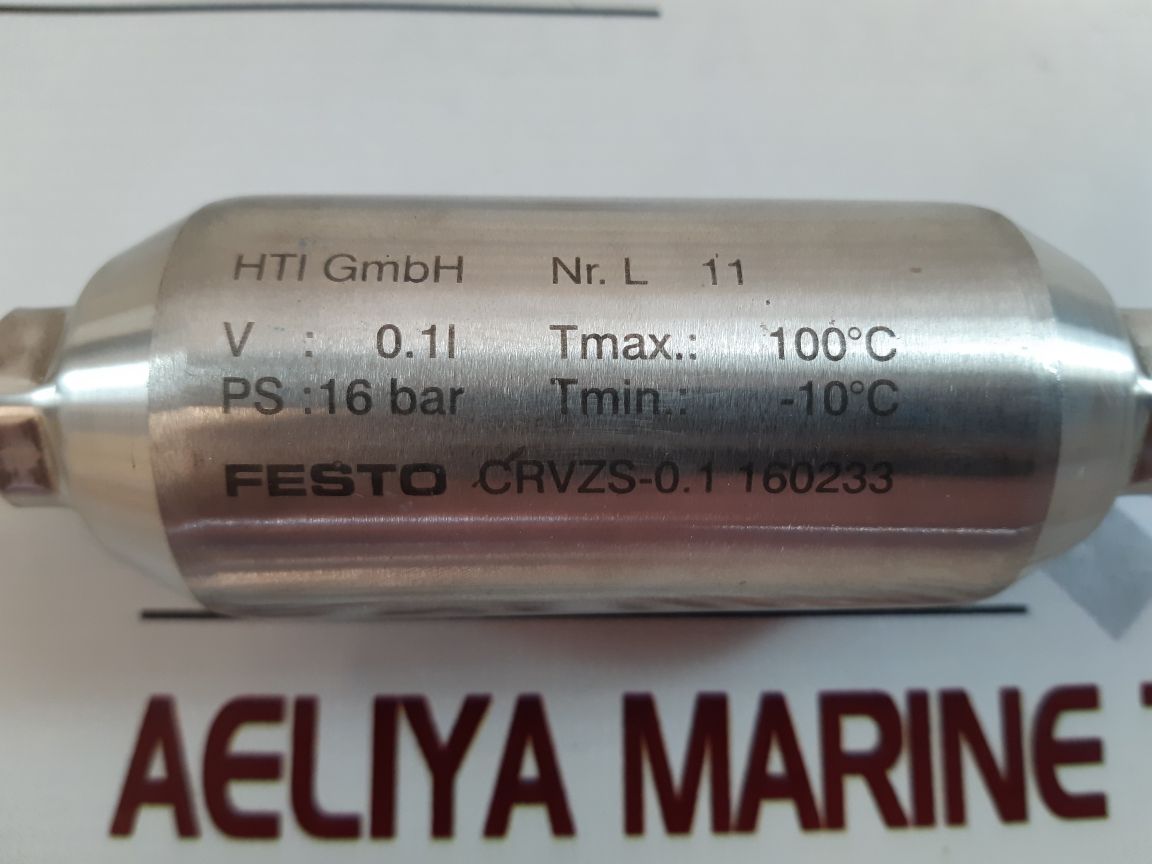 HTI GmbH Nr. L 11
V : 0.1l Tmax.: 100°C
PS :16 bar Tmin.: -10°C
FESTO CRVZS-0.1 160233
AELIYA MARINE